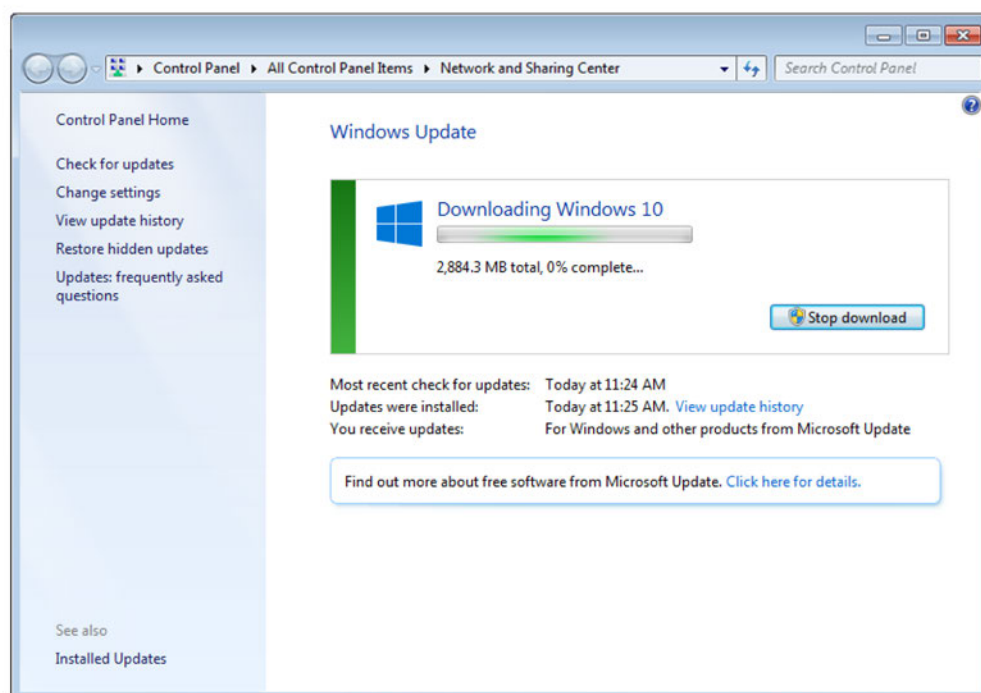 Control Panel All Control Panel Items Network and Sharing Center Search Control Panel
Control Panel Home
Check for updates
Change settings
View update history
Restore hidden updates
Updates: frequently asked
questions
See also
Installed Updates
Windows Update
Downloading Windows 10
2,884.3 MB total, 0% complete...
Stop download
Most recent check for updates: Today at 11:24 AM
Updates were installed: Today at 11:25 AM. View update history
You receive updates: For Windows and other products from Microsoft Update
Find out more about free software from Microsoft Update. Click here for details.